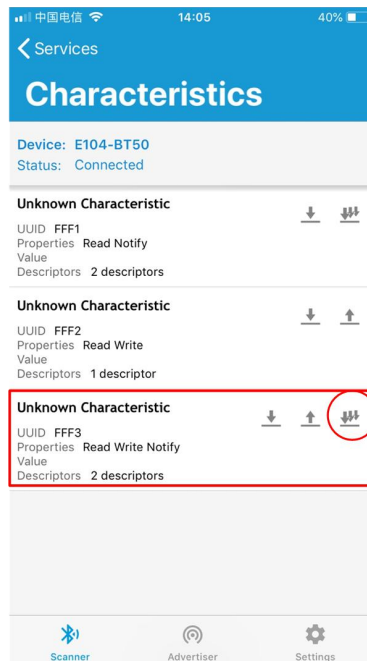 中国电信 14:05 40%
Services
Characteristics
Device: E104-BT50
Status: Connected
Unknown Characteristic
UUID FFF1
Properties Read Notify
Value
Descriptors 2 descriptors
Unknown Characteristic
UUID FFF2
Properties Read Write
Value
Descriptors 1 descriptor
Unknown Characteristic
UUID FFF3
Properties Read Write Notify
Value
Descriptors 2 descriptors
Scanner Advertiser Settings